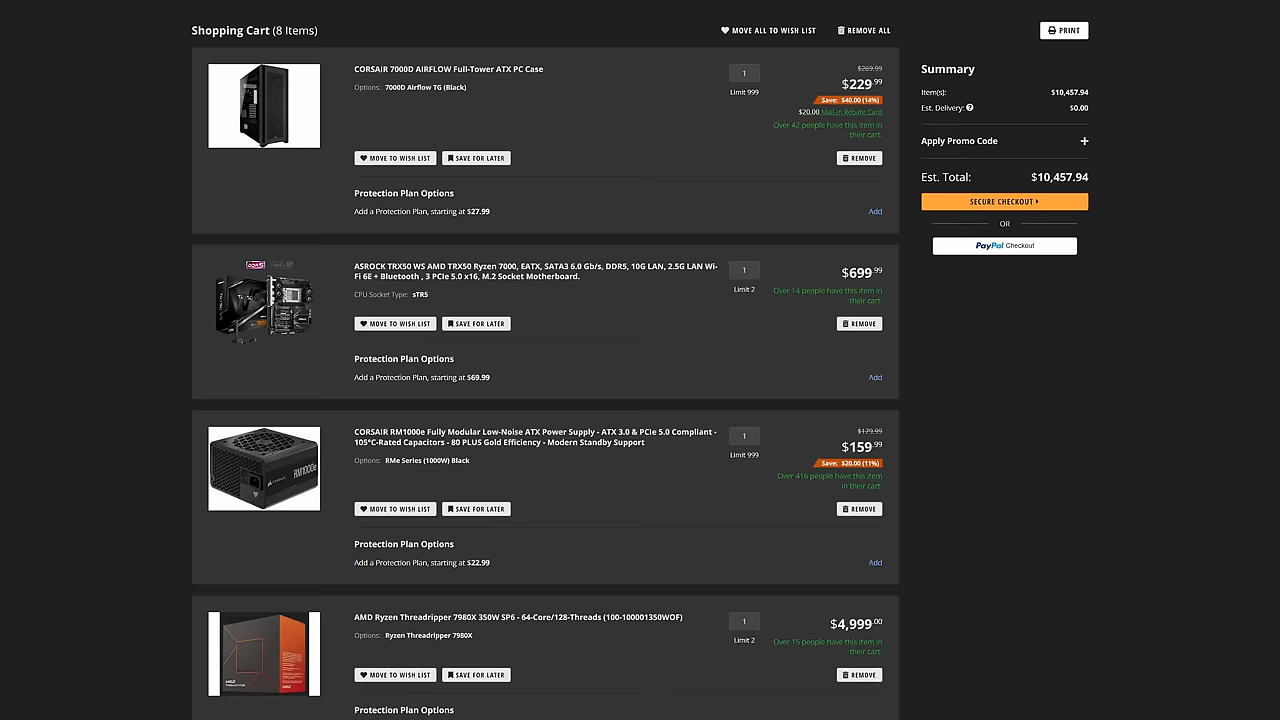 Shopping Cart (8 Items)
MOVE ALL TO WISH LIST
REMOVE ALL
PRINT
CORSAIR 7000D AIRFLOW Full-Tower ATX PC Case
Options: 7000D Airflow TG (Black)
1
Limit 999
$269.99
$229.99
Save: $40.00 (14%)
$20.00 Mail-in Rebate Card
Over 42 people have this item in
their cart.
MOVE TO WISH LIST
SAVE FOR LATER
REMOVE
Protection Plan Options
Add a Protection Plan, starting at $27.99
Add
Summary
Item(s): $10,457.94
Est. Delivery: ? $0.00
Apply Promo Code +
Est. Total: $10,457.94
SECURE CHECKOUT
OR
PayPal Checkout
ASROCK TRX50 WS AMD TRX50 Ryzen 7000, EATX, SATA3 6.0 Gb/s, DDR5, 10G LAN, 2.5G LAN Wi-
Fi 6E + Bluetooth , 3 PCIe 5.0 x16, M.2 Socket Motherboard.
CPU Socket Type: sTR5
1
Limit 2
$699.99
Over 14 people have this item in
their cart.
MOVE TO WISH LIST
SAVE FOR LATER
REMOVE
Protection Plan Options
Add a Protection Plan, starting at $69.99
Add
RM1000e
CORSAIR
CORSAIR RM1000e Fully Modular Low-Noise ATX Power Supply - ATX 3.0 & PCIe 5.0 Compliant -
105°C-Rated Capacitors - 80 PLUS Gold Efficiency - Modern Standby Support
Options: RMe Series (1000W) Black
1
Limit 999
$179.99
$159.99
Save: $20.00 (11%)
Over 416 people have this item
in their cart.
MOVE TO WISH LIST
SAVE FOR LATER
REMOVE
Protection Plan Options
Add a Protection Plan, starting at $22.99
Add
AMD Ryzen Threadripper 7980X 350W SP6 - 64-Core/128-Threads (100-100001350WOF)
Options: Ryzen Threadripper 7980X
1
Limit 2
$4,999.00
Over 15 people have this item in
their cart.
MOVE TO WISH LIST
SAVE FOR LATER
REMOVE
Protection Plan Options